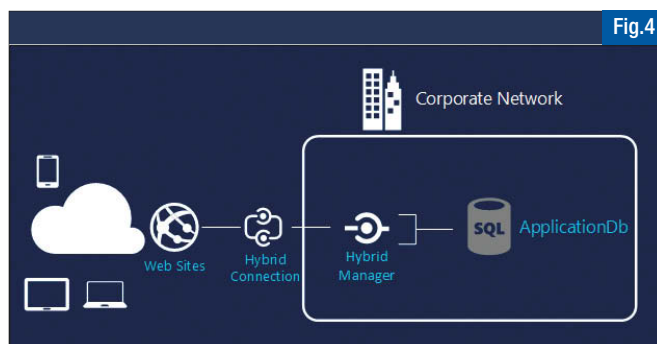 Fig.4
Corporate Network
SQL
ApplicationDb
Web Sites
Hybrid
Connection
Hybrid
Manager